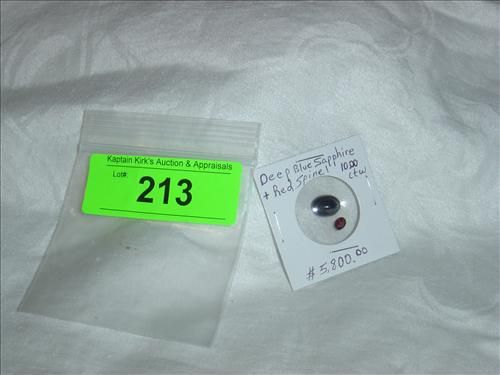 Kaptain Kirk's Auction & Appraisals
Lot#:
213
Deep Blue Sapphire
+ Red Spinel 10.00
ctw.
#5,800.00